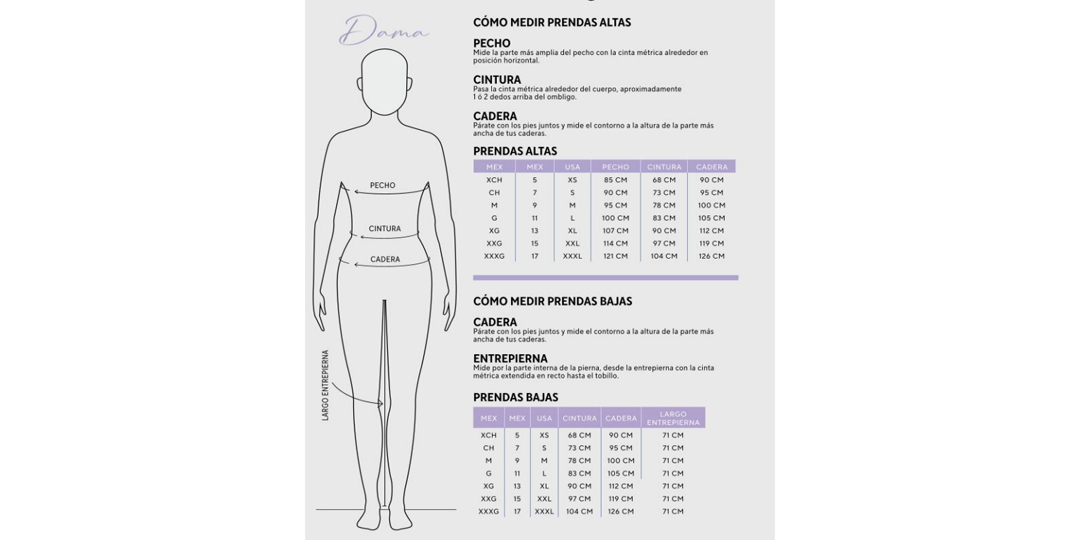 Dama
CÓMO MEDIR PRENDAS ALTAS
PECHO
Mide la parte más amplia del pecho con la cinta métrica alrededor en
posición horizontal.
CINTURA
Pasa la cinta métrica alrededor del cuerpo, aproximadamente
1 ó 2 dedos arriba del ombligo.
CADERA
Párate con los pies juntos y mide el contorno a la altura de la parte más
ancha de tus caderas.
PRENDAS ALTAS
MEX MEX USA PECHO CINTURA CADERA
XCH 5 XS 85 CM 68 CM 90 CM
CH 7 S 90 CM 73 CM 95 CM
M 9 M 95 CM 78 CM 100 CM
G 11 L 100 CM 83 CM 105 CM
XG 13 XL 107 CM 90 CM 112 CM
XXG 15 XXL 114 CM 97 CM 119 CM
XXXG 17 XXXL 121 CM 104 CM 126 CM
PECHO
CINTURA
CADERA
LARGO ENTREPIERNA
CÓMO MEDIR PRENDAS BAJAS
CADERA
Párate con los pies juntos y mide el contorno a la altura de la parte más
ancha de tus caderas.
ENTREPIERNA
Mide por la parte interna de la pierna, desde la entrepierna con la cinta
métrica extendida en recto hasta el tobillo.
PRENDAS BAJAS
MEX MEX USA CINTURA CADERA LARGO
ENTREPIERNA
XCH 5 XS 68 CM 90 CM 71 CM
CH 7 S 73 CM 95 CM 71 CM
M 9 M 78 CM 100 CM 71 CM
G 11 L 83 CM 105 CM 71 CM
XG 13 XL 90 CM 112 CM 71 CM
XXG 15 XXL 97 CM 119 CM 71 CM
XXXG 17 XXXL 104 CM 126 CM 71 CM